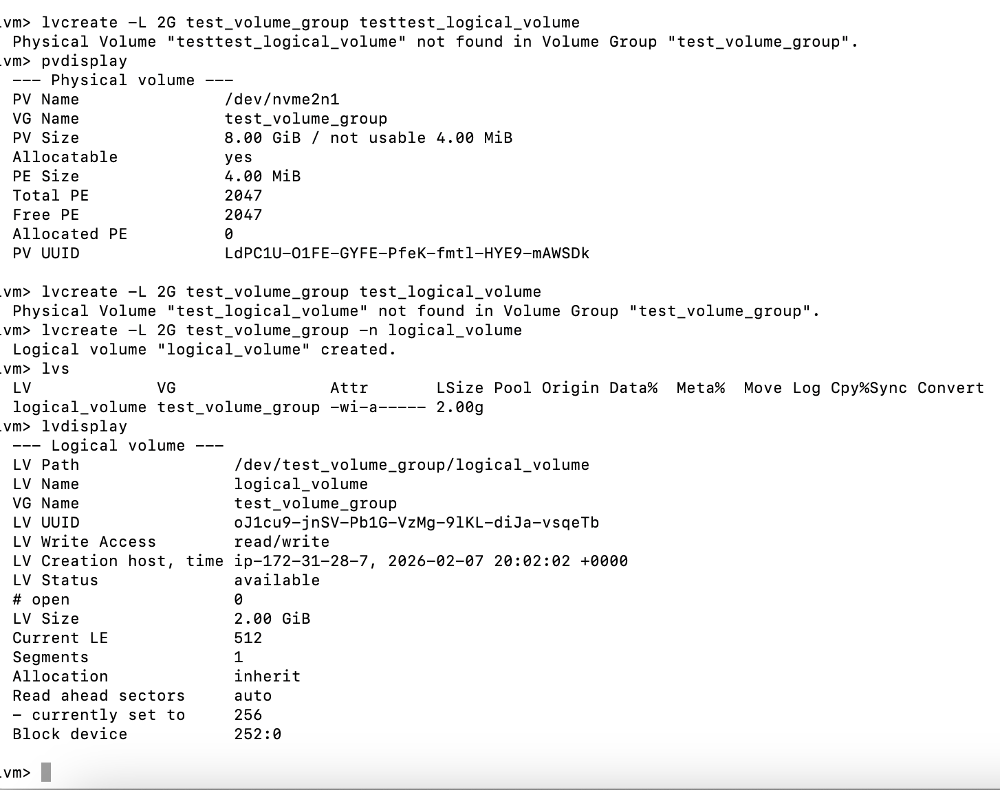 .vm> lvcreate -L 2G test_volume_group testtest_logical_volume
  Physical Volume "testtest_logical_volume" not found in Volume Group "test_volume_group".
.vm> pvdisplay
  --- Physical volume ---
  PV Name               /dev/nvme2n1
  VG Name               test_volume_group
  PV Size               8.00 GiB / not usable 4.00 MiB
  Allocatable           yes
  PE Size               4.00 MiB
  Total PE              2047
  Free PE               2047
  Allocated PE          0
  PV UUID               LdPC1U-O1FE-GYFE-PfeK-fmtl-HYE9-mAWSDk

.vm> lvcreate -L 2G test_volume_group test_logical_volume
  Physical Volume "test_logical_volume" not found in Volume Group "test_volume_group".
.vm> lvcreate -L 2G test_volume_group -n logical_volume
  Logical volume "logical_volume" created.
.vm> lvs
  LV             VG                Attr       LSize Pool Origin Data%  Meta%  Move Log Cpy%Sync Convert
  logical_volume test_volume_group -wi-a----- 2.00g
.vm> lvdisplay
  --- Logical volume ---
  LV Path                /dev/test_volume_group/logical_volume
  LV Name                logical_volume
  VG Name                test_volume_group
  LV UUID                oJ1cu9-jnSV-Pb1G-VzMg-9lKL-diJa-vsqeTb
  LV Write Access        read/write
  LV Creation host, time ip-172-31-28-7, 2026-02-07 20:02:02 +0000
  LV Status              available
  # open                 0
  LV Size                2.00 GiB
  Current LE             512
  Segments               1
  Allocation             inherit
  Read ahead sectors     auto
  - currently set to     256
  Block device           252:0

.vm>